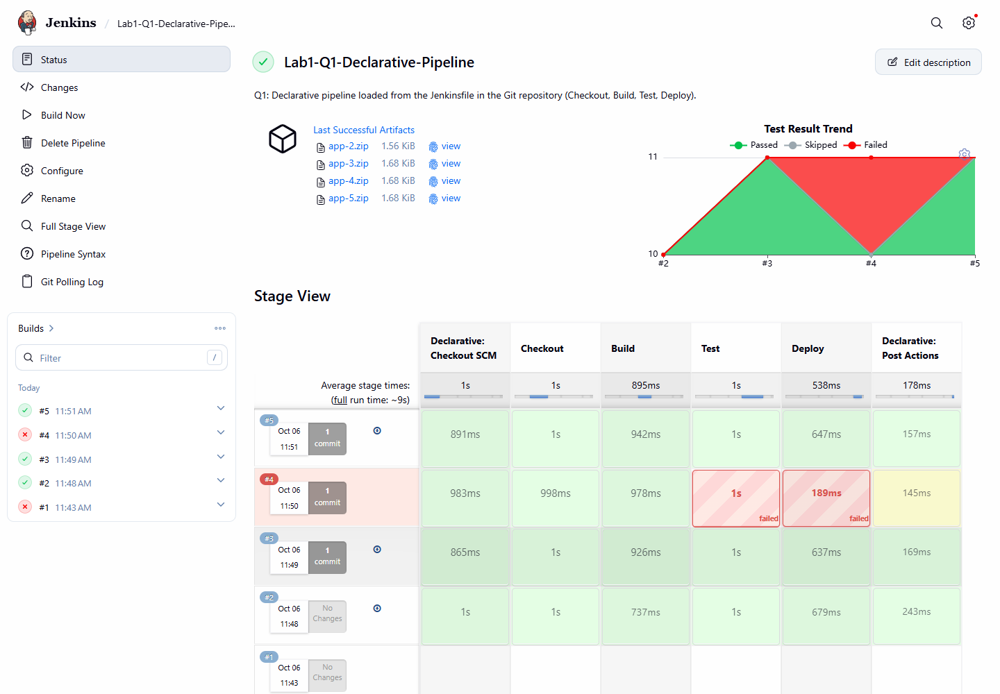 Jenkins / Lab1-Q1-Declarative-Pipe...
Status
Changes
Build Now
Delete Pipeline
Configure
Rename
Full Stage View
Pipeline Syntax
Git Polling Log
Builds
Filter /
Today
#5 11:51 AM
#4 11:50 AM
#3 11:49 AM
#2 11:48 AM
#1 11:43 AM
Lab1-Q1-Declarative-Pipeline
Edit description
Q1: Declarative pipeline loaded from the Jenkinsfile in the Git repository (Checkout, Build, Test, Deploy).
Last Successful Artifacts
app-2.zip 1.56 KiB view
app-3.zip 1.68 KiB view
app-4.zip 1.68 KiB view
app-5.zip 1.68 KiB view
Test Result Trend
Passed Skipped Failed
11
10
#2 #3 #4 #5
Stage View
Declarative: Checkout SCM
Checkout
Build
Test
Deploy
Declarative: Post Actions
Average stage times:
(full run time: ~9s)
1s 1s 895ms 1s 538ms 178ms
#5
Oct 06
11:51
1 commit
891ms 1s 942ms 1s 647ms 157ms
#4
Oct 06
11:50
1 commit
983ms 998ms 978ms 1s 189ms 145ms
failed failed
#3
Oct 06
11:49
1 commit
865ms 1s 926ms 1s 637ms 169ms
#2
Oct 06
11:48
No Changes
1s 1s 737ms 1s 679ms 243ms
#1
Oct 06
11:43
No Changes